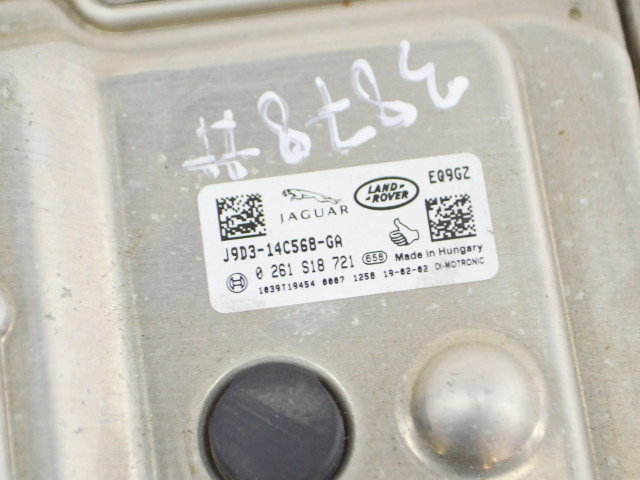 #8783
EQ9GZ
JAGUAR
LAND-
ROVER
J9D3-14C568-GA
0 261 S18 721 658 Made in Hungary
1039T19454 0007 1258 19-02-02 DI-MOTRONIC